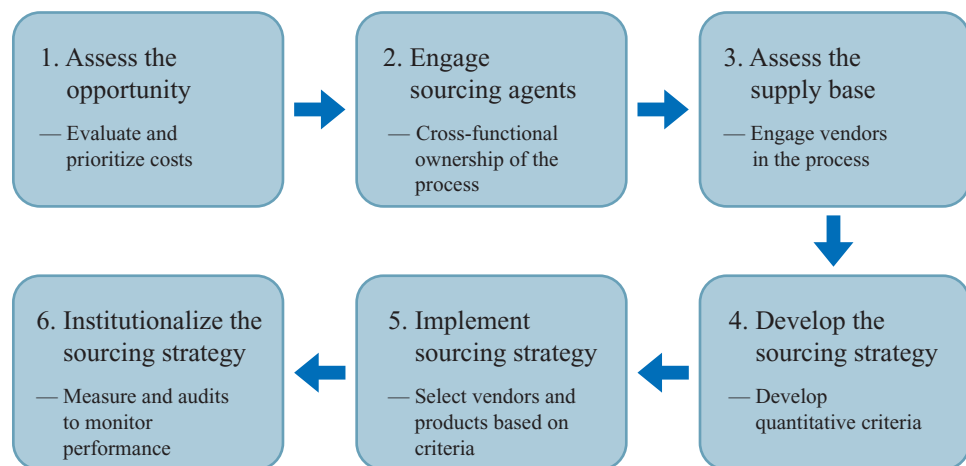 1. Assess the
opportunity
— Evaluate and
prioritize costs
2. Engage
sourcing agents
— Cross-functional
ownership of the
process
3. Assess the
supply base
— Engage vendors
in the process
4. Develop the
sourcing strategy
— Develop
quantitative criteria
5. Implement
sourcing strategy
— Select vendors and
products based on
criteria
6. Institutionalize the
sourcing strategy
— Measure and audits
to monitor
performance